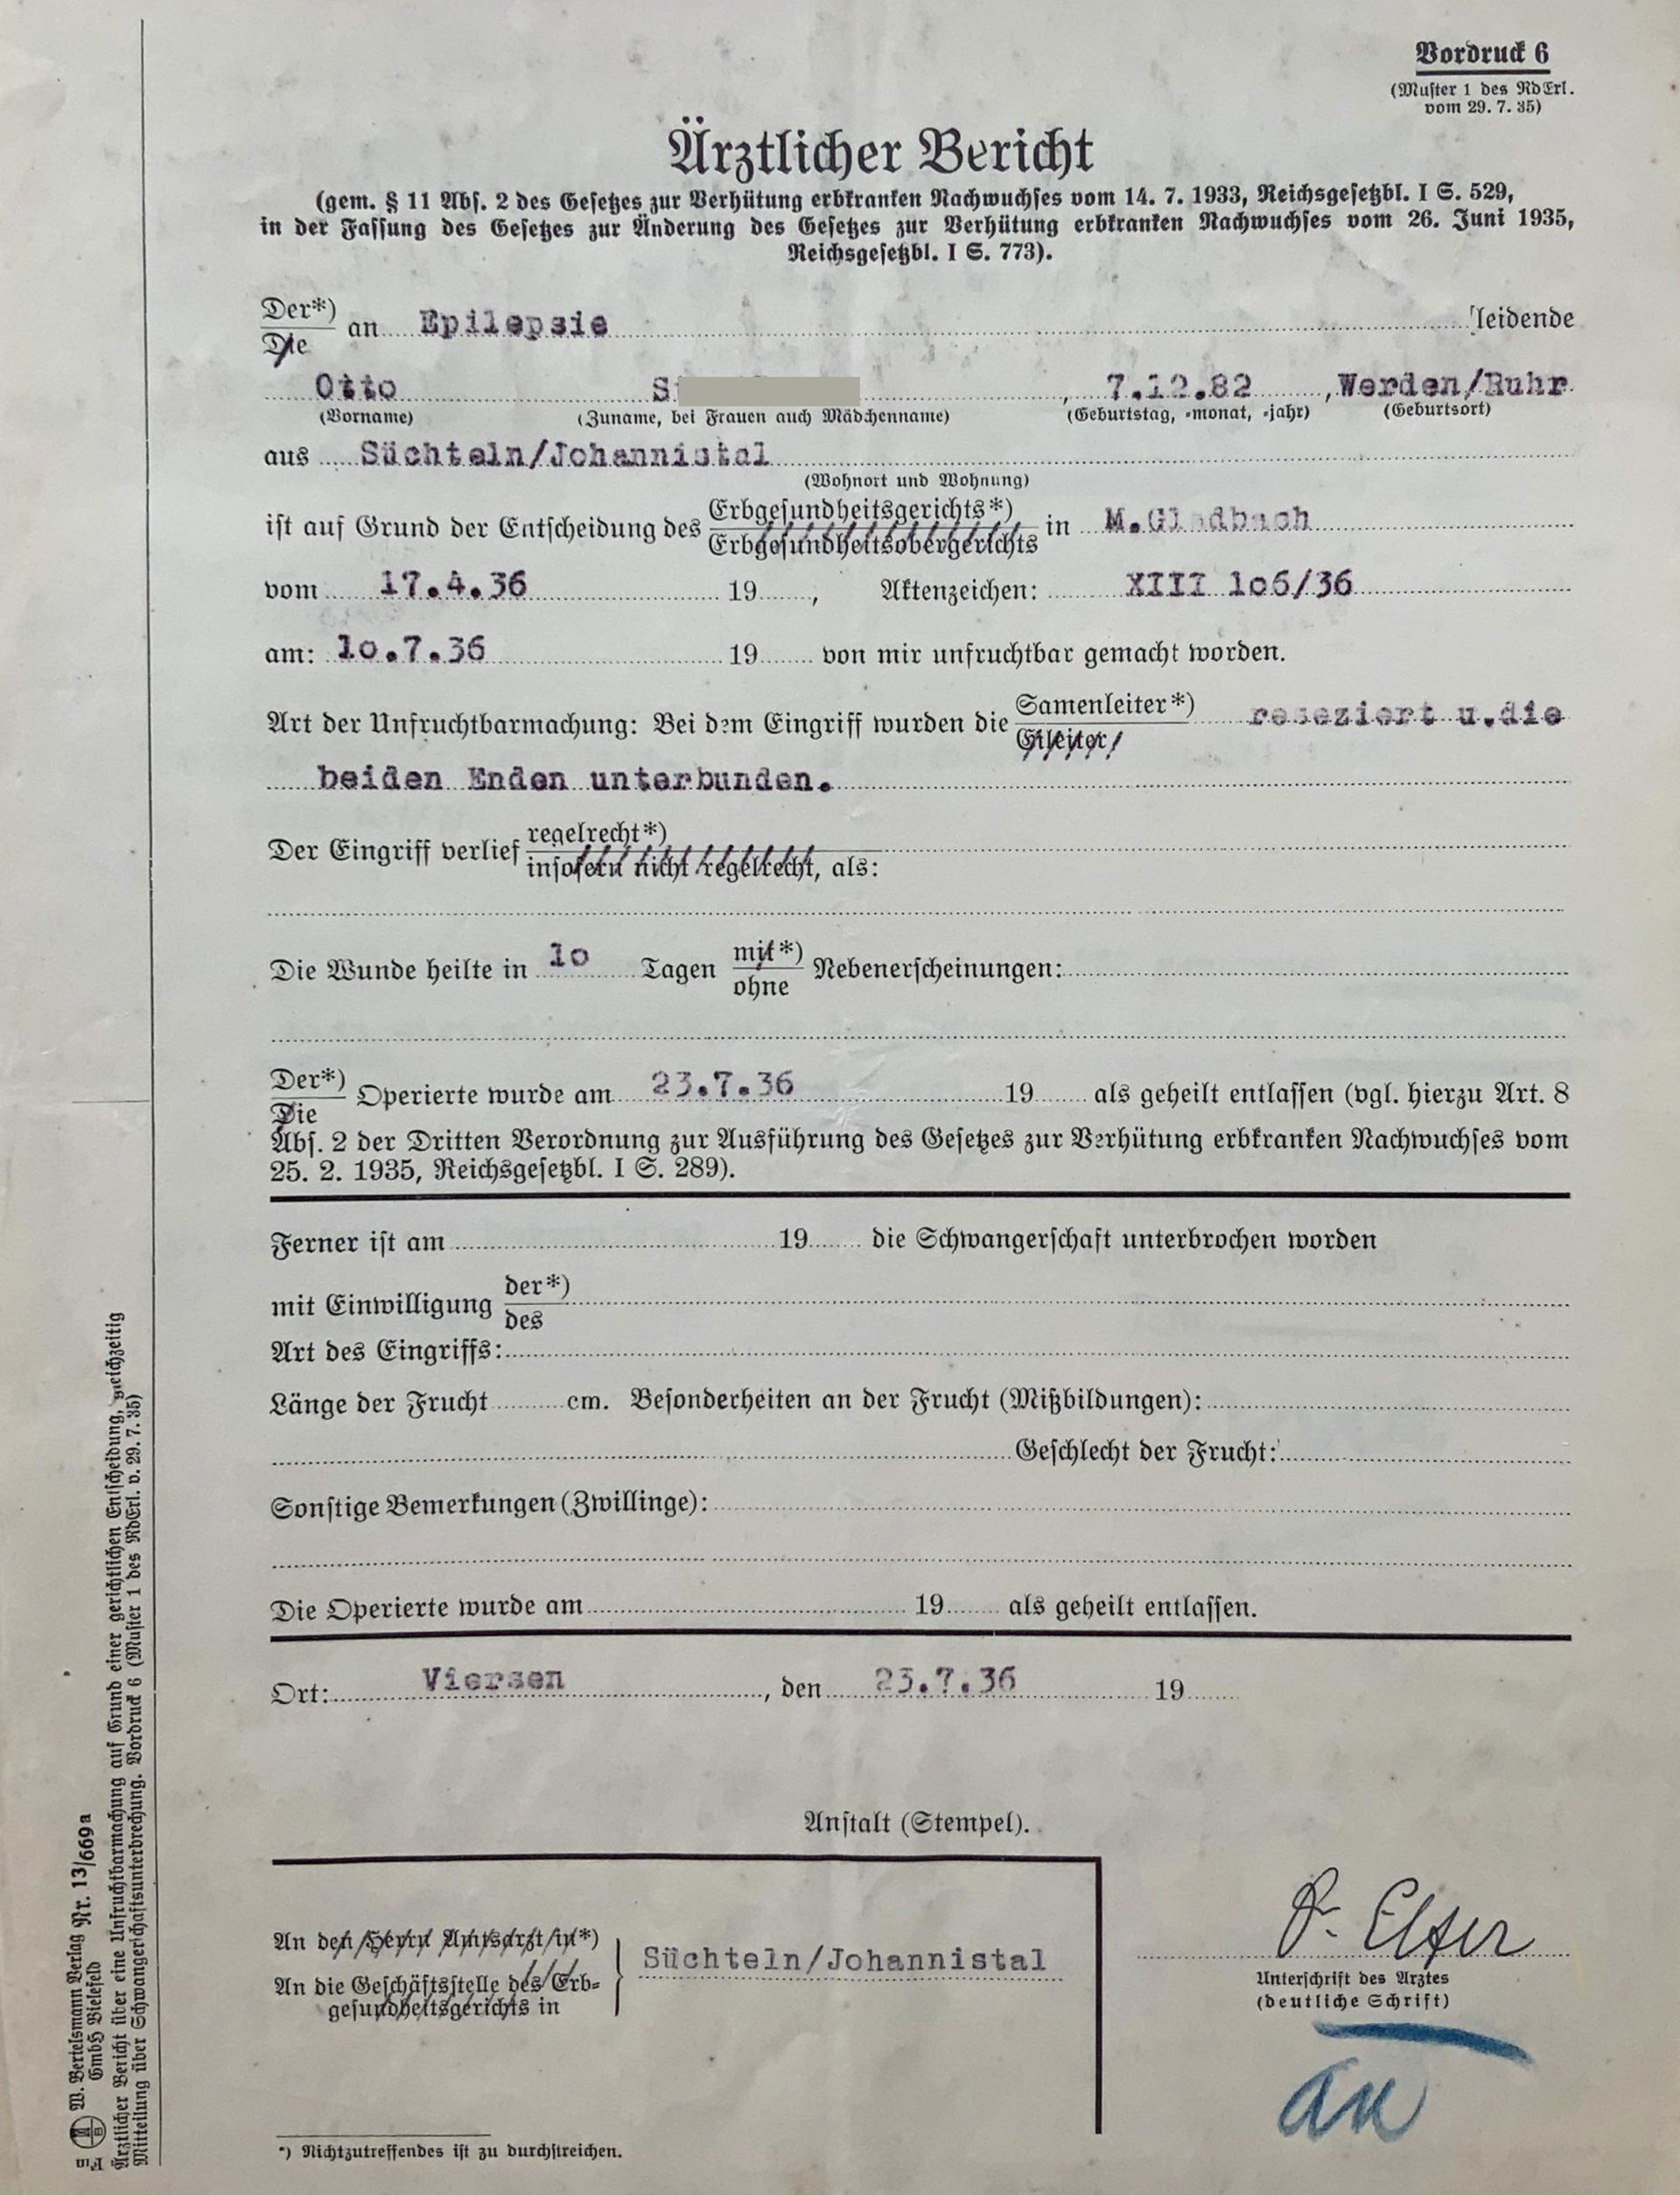 Vordruck 6
(Muster 1 des RdErl.
vom 29. 7. 35)
Ärztlicher Bericht
(gem. § 11 Abs. 2 des Gesetzes zur Verhütung erbkranken Nachwuchses vom 14. 7. 1933, Reichsgesetzbl. I S. 529,
in der Fassung des Gesetzes zur Änderung des Gesetzes zur Verhütung erbkranken Nachwuchses vom 26. Juni 1935,
Reichsgesetzbl. I S. 773).
Der*)
Die an Epilepsie leidende
Otto S 7.12.82, Werden/Ruhr
(Vorname) (Zuname, bei Frauen auch Mädchenname) (Geburtstag, -monat, -jahr) (Geburtsort)
aus Süchteln/Johannistal
(Wohnort und Wohnung)
ist auf Grund der Entscheidung des Erbgesundheitsgerichts*) in M.Gladbach
Erbgesundheitsobergerichts
vom 17.4.36 19 , Aktenzeichen: XIII 1o6/36
am: 1o.7.36 19 von mir unfruchtbar gemacht worden.
Art der Unfruchtbarmachung: Bei dem Eingriff wurden die Samenleiter*) reseziert u.die
Eileiter
beiden Enden unterbunden.
Der Eingriff verlief regelrecht*)
insofern nicht regelrecht, als:
Die Wunde heilte in 1o Tagen mit*) Nebenerscheinungen:
ohne
Der*)
Die Operierte wurde am 23.7.36 19 als geheilt entlassen (vgl. hierzu Art. 8
Abs. 2 der Dritten Verordnung zur Ausführung des Gesetzes zur Verhütung erbkranken Nachwuchses vom
25. 2. 1935, Reichsgesetzbl. I S. 289).
Ferner ist am 19 die Schwangerschaft unterbrochen worden
mit Einwilligung der*)
des
Art des Eingriffs:
Länge der Frucht cm. Besonderheiten an der Frucht (Mißbildungen):
Geschlecht der Frucht:
Sonstige Bemerkungen (Zwillinge):
Die Operierte wurde am 19 als geheilt entlassen.
Ort: Viersen, den 23.7.36 19
Anstalt (Stempel).
An den Herrn Amtsarzt in*)
An die Geschäftsstelle des Erb-
gesundheitsgerichts in
Süchteln/Johannistal
Dr. Elser
Unterschrift des Arztes
(deutliche Schrift)
*) Nichtzutreffendes ist zu durchstreichen.
W. Bertelsmann Verlag Nr. 13/669a
GmbH Bielefeld
Ärztlicher Bericht über eine Unfruchtbarmachung auf Grund einer gerichtlichen Entscheidung, gleichzeitig
Mitteilung über Schwangerschaftsunterbrechung. Vordruck 6 (Muster 1 des RdErl. v. 29. 7. 35)